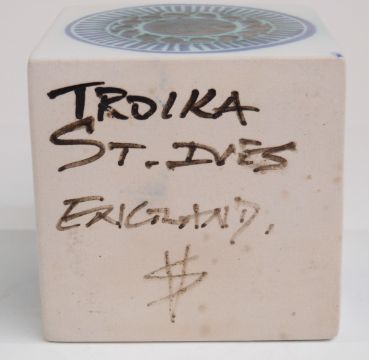 TROIKA
ST. IVES
ENGLAND.
$